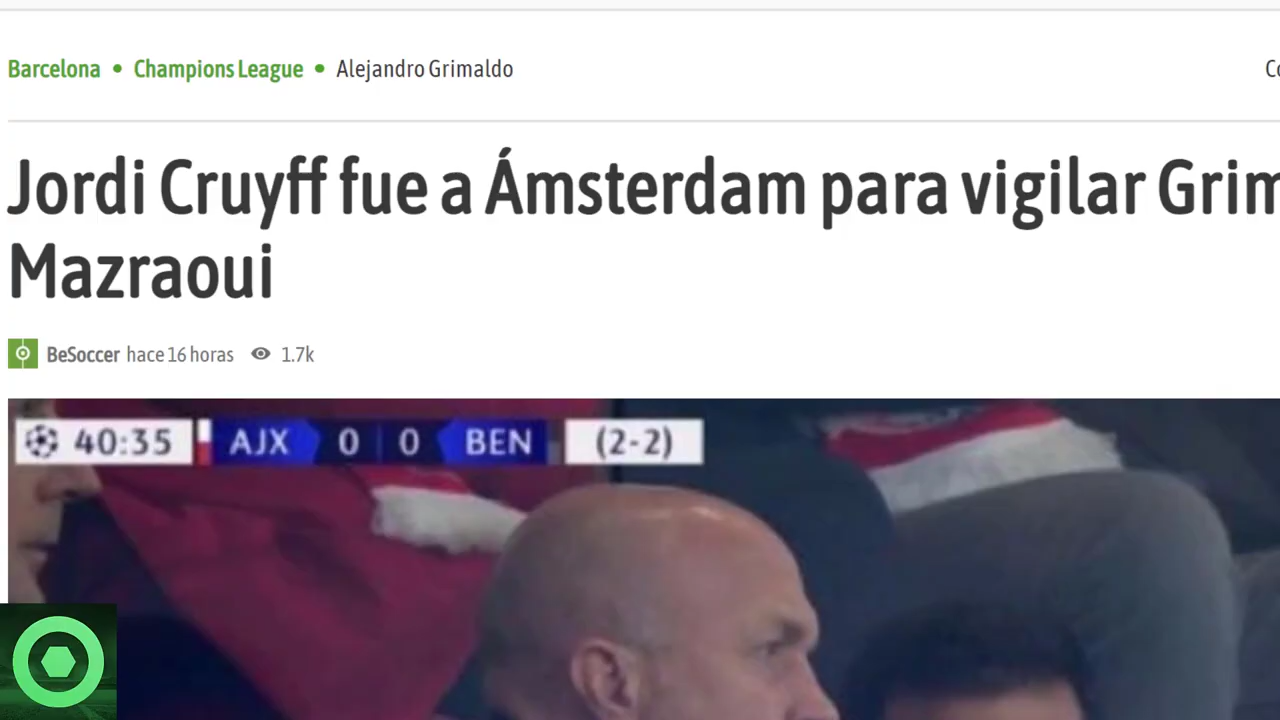 Barcelona • Champions League • Alejandro Grimaldo
Jordi Cruyff fue a Ámsterdam para vigilar Grim
Mazraoui
BeSoccer hace 16 horas 1.7k
40:35 AJX 0 0 BEN (2-2)